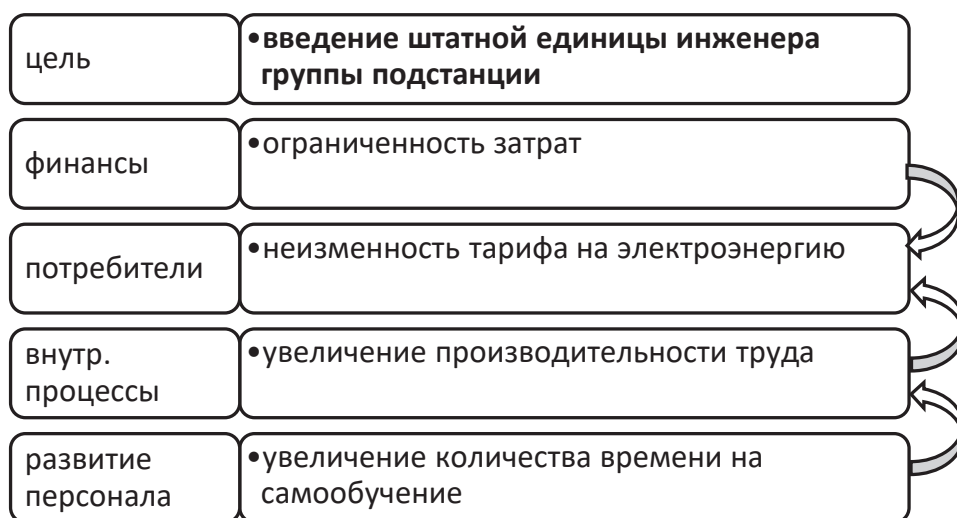 цель
•введение штатной единицы инженера
группы подстанции
финансы
•ограниченность затрат
потребители
•неизменность тарифа на электроэнергию
внутр.
процессы
•увеличение производительности труда
развитие
персонала
•увеличение количества времени на
самообучение